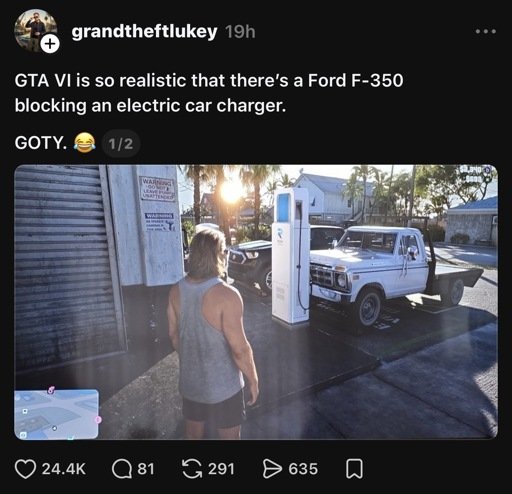 grandtheftlukey 19h
GTA VI is so realistic that there's a Ford F-350
blocking an electric car charger.
GOTY. 😂 1/2
WARNING
WARNING
24.4K 81 291 635